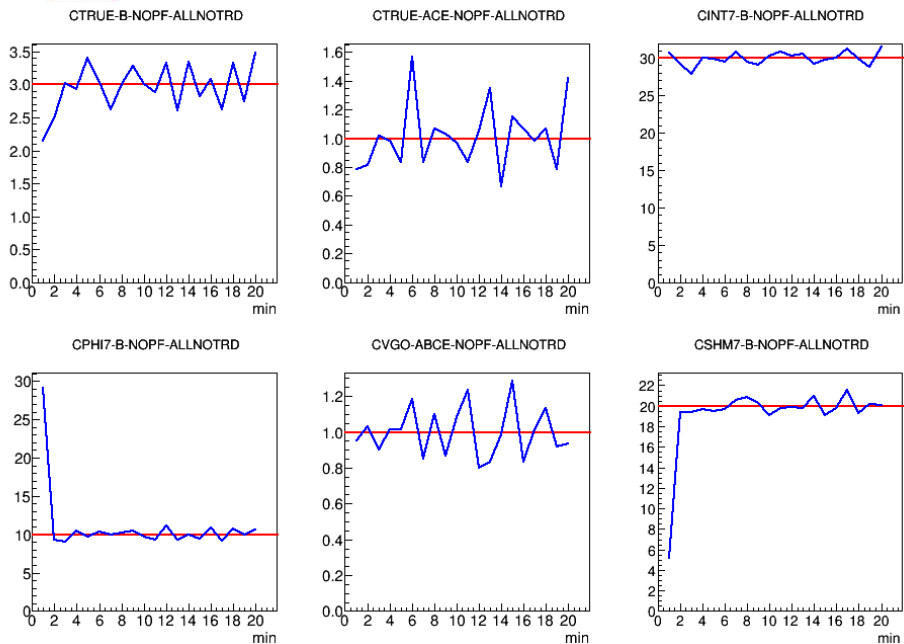 CTRUE-B-NOPF-ALLNOTRD
3.5
3.0
2.5
2.0
1.5
1.0
0.5
0.0
0 2 4 6 8 10 12 14 16 18 20
min
CTRUE-ACE-NOPF-ALLNOTRD
1.6
1.4
1.2
1.0
0.8
0.6
0.4
0.2
0.0
0 2 4 6 8 10 12 14 16 18 20
min
CINT7-B-NOPF-ALLNOTRD
30
25
20
15
10
5
0
0 2 4 6 8 10 12 14 16 18 20
min
CPHI7-B-NOPF-ALLNOTRD
30
25
20
15
10
5
0
0 2 4 6 8 10 12 14 16 18 20
min
CVGO-ABCE-NOPF-ALLNOTRD
1.2
1.0
0.8
0.6
0.4
0.2
0.0
0 2 4 6 8 10 12 14 16 18 20
min
CSHM7-B-NOPF-ALLNOTRD
22
20
18
16
14
12
10
8
6
4
2
0
0 2 4 6 8 10 12 14 16 18 20
min